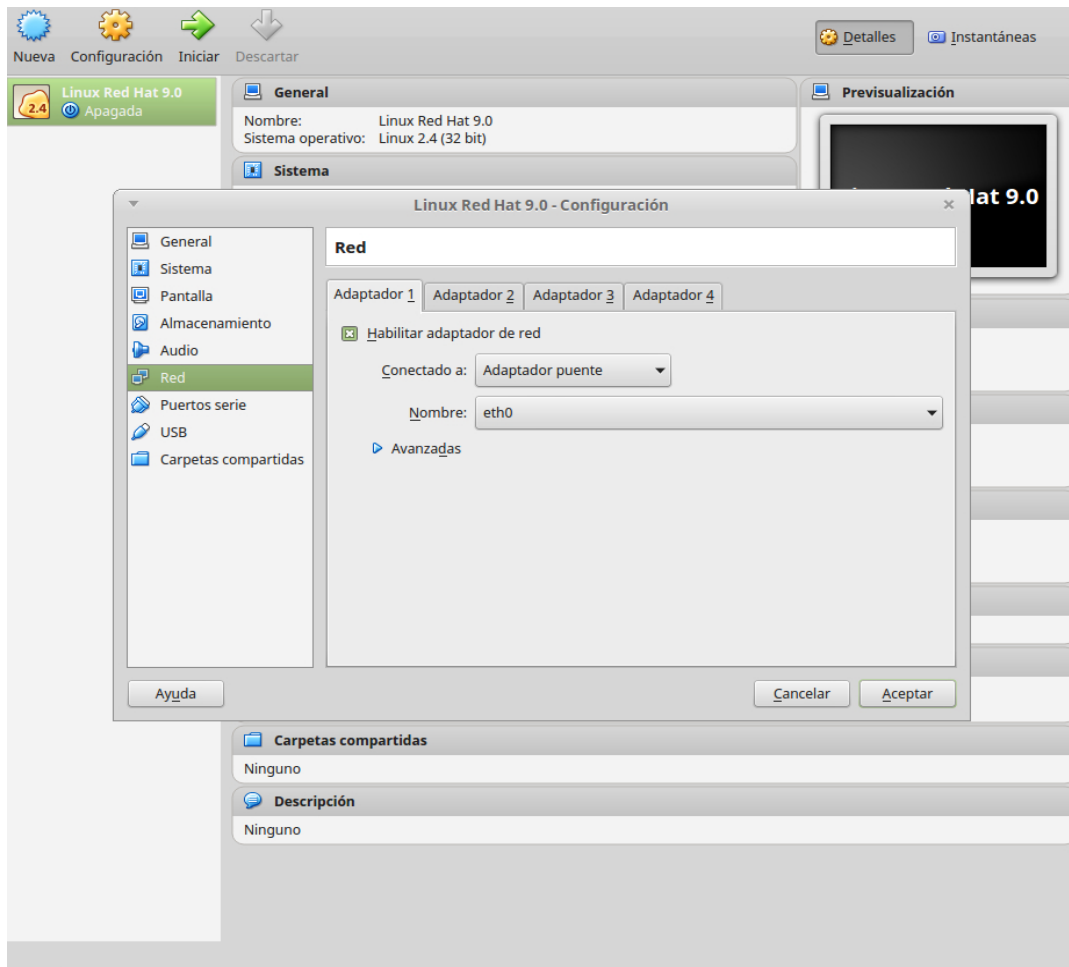 Nueva Configuración Iniciar Descartar
Detalles Instantáneas
Linux Red Hat 9.0
2.4
Apagada
General
Nombre: Linux Red Hat 9.0
Sistema operativo: Linux 2.4 (32 bit)
Sistema
Previsualización
Hat 9.0
Linux Red Hat 9.0 - Configuración
General
Sistema
Pantalla
Almacenamiento
Audio
Red
Puertos serie
USB
Carpetas compartidas
Red
Adaptador 1 Adaptador 2 Adaptador 3 Adaptador 4
Habilitar adaptador de red
Conectado a: Adaptador puente
Nombre: eth0
Avanzadas
Ayuda Cancelar Aceptar
Carpetas compartidas
Ninguno
Descripción
Ninguno